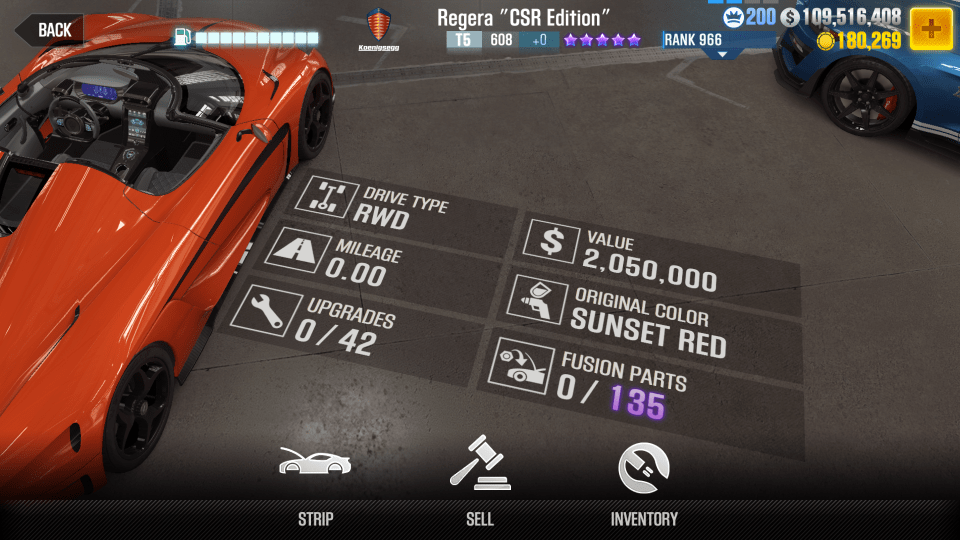 BACK
Koenigsegg
Regera "CSR Edition"
T5 608 +0 RANK 966
200 109,516,408
180,269
DRIVE TYPE
RWD
MILEAGE
0.00
UPGRADES
0/42
VALUE
2,050,000
ORIGINAL COLOR
SUNSET RED
FUSION PARTS
0/ 135
STRIP
SELL
INVENTORY